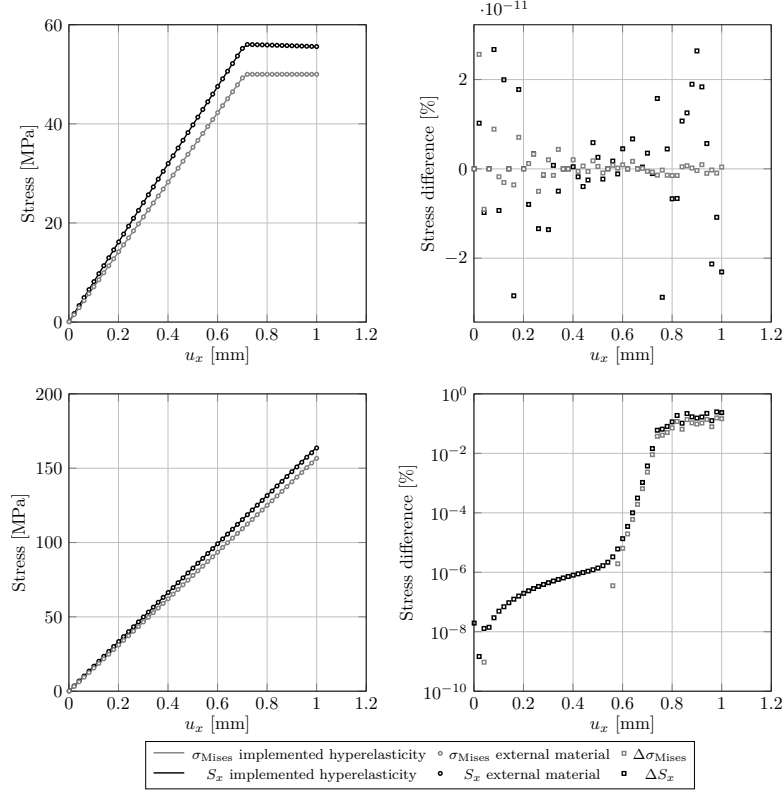 ·10⁻¹¹
60
40
20
0
Stress [MPa]
0 0.2 0.4 0.6 0.8 1 1.2
u_x [mm]
2
0
−2
Stress difference [%]
0 0.2 0.4 0.6 0.8 1 1.2
u_x [mm]
200
150
100
50
0
Stress [MPa]
0 0.2 0.4 0.6 0.8 1 1.2
u_x [mm]
10⁰
10⁻²
10⁻⁴
10⁻⁶
10⁻⁸
10⁻¹⁰
Stress difference [%]
0 0.2 0.4 0.6 0.8 1 1.2
u_x [mm]
σ_Mises implemented hyperelasticity σ_Mises external material Δσ_Mises
S_x implemented hyperelasticity S_x external material ΔS_x